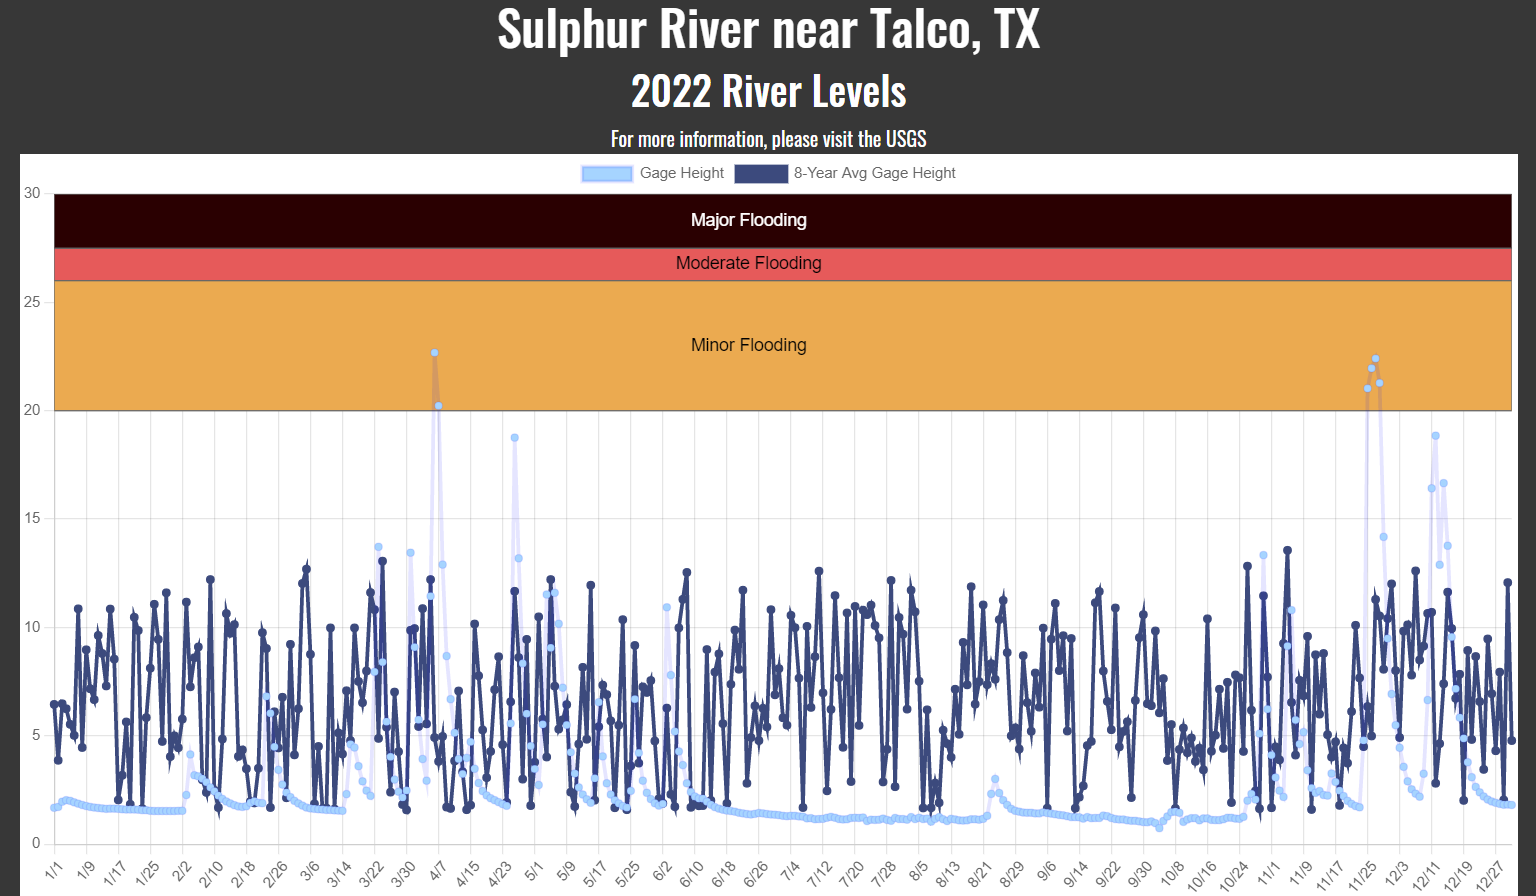 Sulphur River near Talco, TX
2022 River Levels
For more information, please visit the USGS
Gage Height 8-Year Avg Gage Height
30
Major Flooding
Moderate Flooding
25
Minor Flooding
20
15
10
5
0
1/1 1/9 1/17 1/25 2/2 2/10 2/18 2/26 3/6 3/14 3/22 3/30 4/7 4/15 4/23 5/1 5/9 5/17 5/25 6/2 6/10 6/18 6/26 7/4 7/12 7/20 7/28 8/5 8/13 8/21 8/29 9/6 9/14 9/22 9/30 10/8 10/16 10/24 11/1 11/9 11/17 11/25 12/3 12/11 12/19 12/27